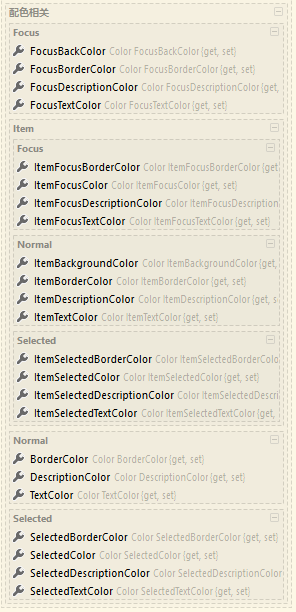 配色相关
Focus
FocusBackColor Color FocusBackColor {get, set}
FocusBorderColor Color FocusBorderColor {get, set}
FocusDescriptionColor Color FocusDescriptionColor {get,
FocusTextColor Color FocusTextColor {get, set}
Item
Focus
ItemFocusBorderColor Color ItemFocusBorderColor {get
ItemFocusColor Color ItemFocusColor {get, set}
ItemFocusDescriptionColor Color ItemFocusDescription
ItemFocusTextColor Color ItemFocusTextColor {get, set}
Normal
ItemBackgroundColor Color ItemBackgroundColor {get,
ItemBorderColor Color ItemBorderColor {get, set}
ItemDescriptionColor Color ItemDescriptionColor {get, s
ItemTextColor Color ItemTextColor {get, set}
Selected
ItemSelectedBorderColor Color ItemSelectedBorderColo
ItemSelectedColor Color ItemSelectedColor {get, set}
ItemSelectedDescriptionColor Color ItemSelectedDescri
ItemSelectedTextColor Color ItemSelectedTextColor {get,
Normal
BorderColor Color BorderColor {get, set}
DescriptionColor Color DescriptionColor {get, set}
TextColor Color TextColor {get, set}
Selected
SelectedBorderColor Color SelectedBorderColor {get, set}
SelectedColor Color SelectedColor {get, set}
SelectedDescriptionColor Color SelectedDescriptionColor
SelectedTextColor Color SelectedTextColor {get, set}